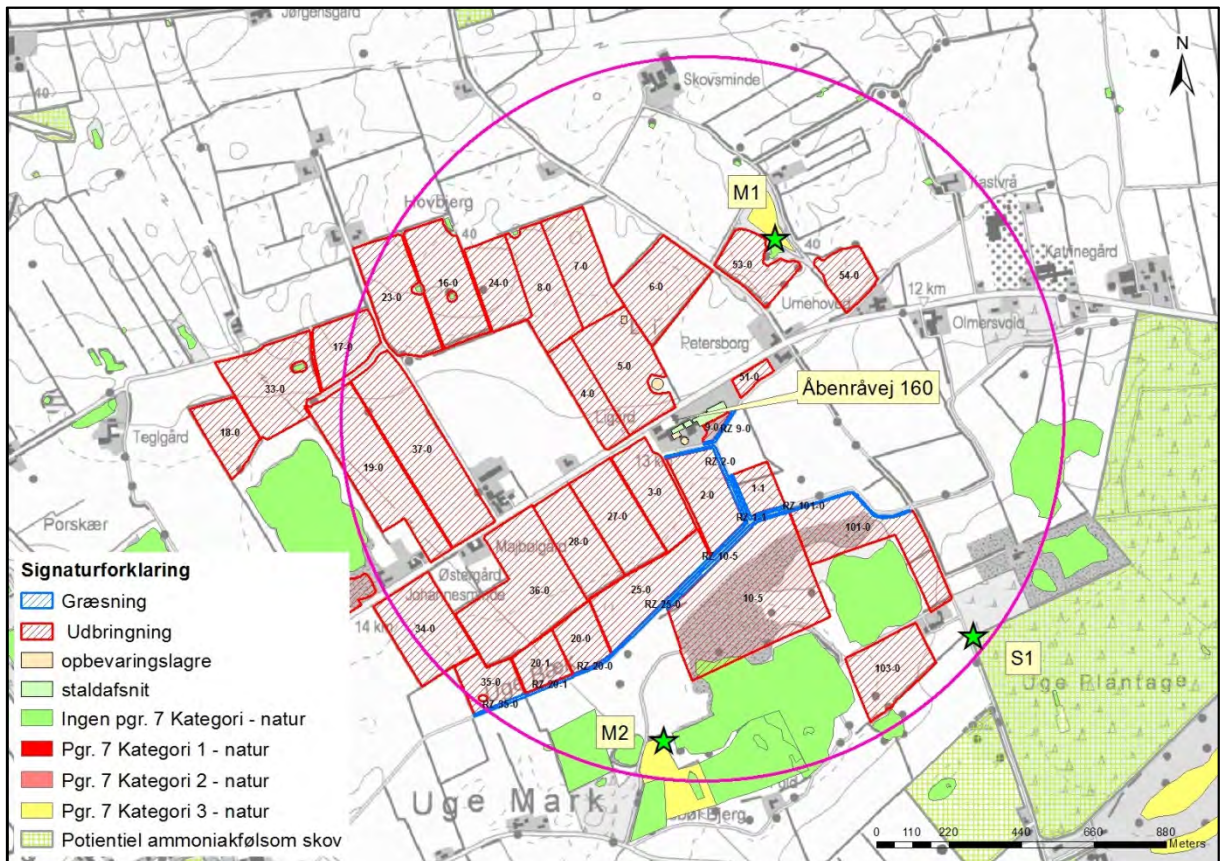 Jørgensgård
N
Skovsminde
40
40
M1
Kastvrå
Hovbjerg
40
40
Katrinegård
7-0
53-0
54-0
23-0
16-0
24-0
8-0
6-0
Urnehoved
12 km
Olmersvold
17-0
Petersborg
5-0
33-0
51-0
4-0
Åbenråvej 160
Ligård
18-0
9-0
RZ 9-0
Teglgård
37-0
13 km
RZ 2-0
19-0
3-0
2-0
1-1
27-0
RZ 1-1
RZ 101-0
101-0
Porskær
28-0
Majbølgård
RZ 10-5
Østergård
Johannesminde
36-0
25-0
10-5
RZ 25-0
14 km
34-0
20-0
S1
20-1
RZ 20-0
103-0
35-0
RZ 20-1
Uge Plantage
RZ 35-0
M2
Uge Mark
Signaturforklaring
Græsning
Udbringning
opbevaringslagre
staldafsnit
Ingen pgr. 7 Kategori - natur
Pgr. 7 Kategori 1 - natur
Pgr. 7 Kategori 2 - natur
Pgr. 7 Kategori 3 - natur
Potentiel ammoniakfølsom skov
0 110 220 440 660 880
Meters